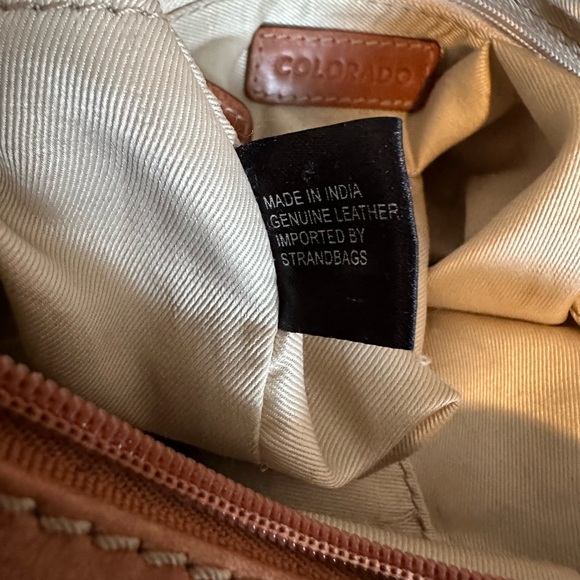 COLORADO
MADE IN INDIA
GENUINE LEATHER
IMPORTED BY
STRANDBAGS